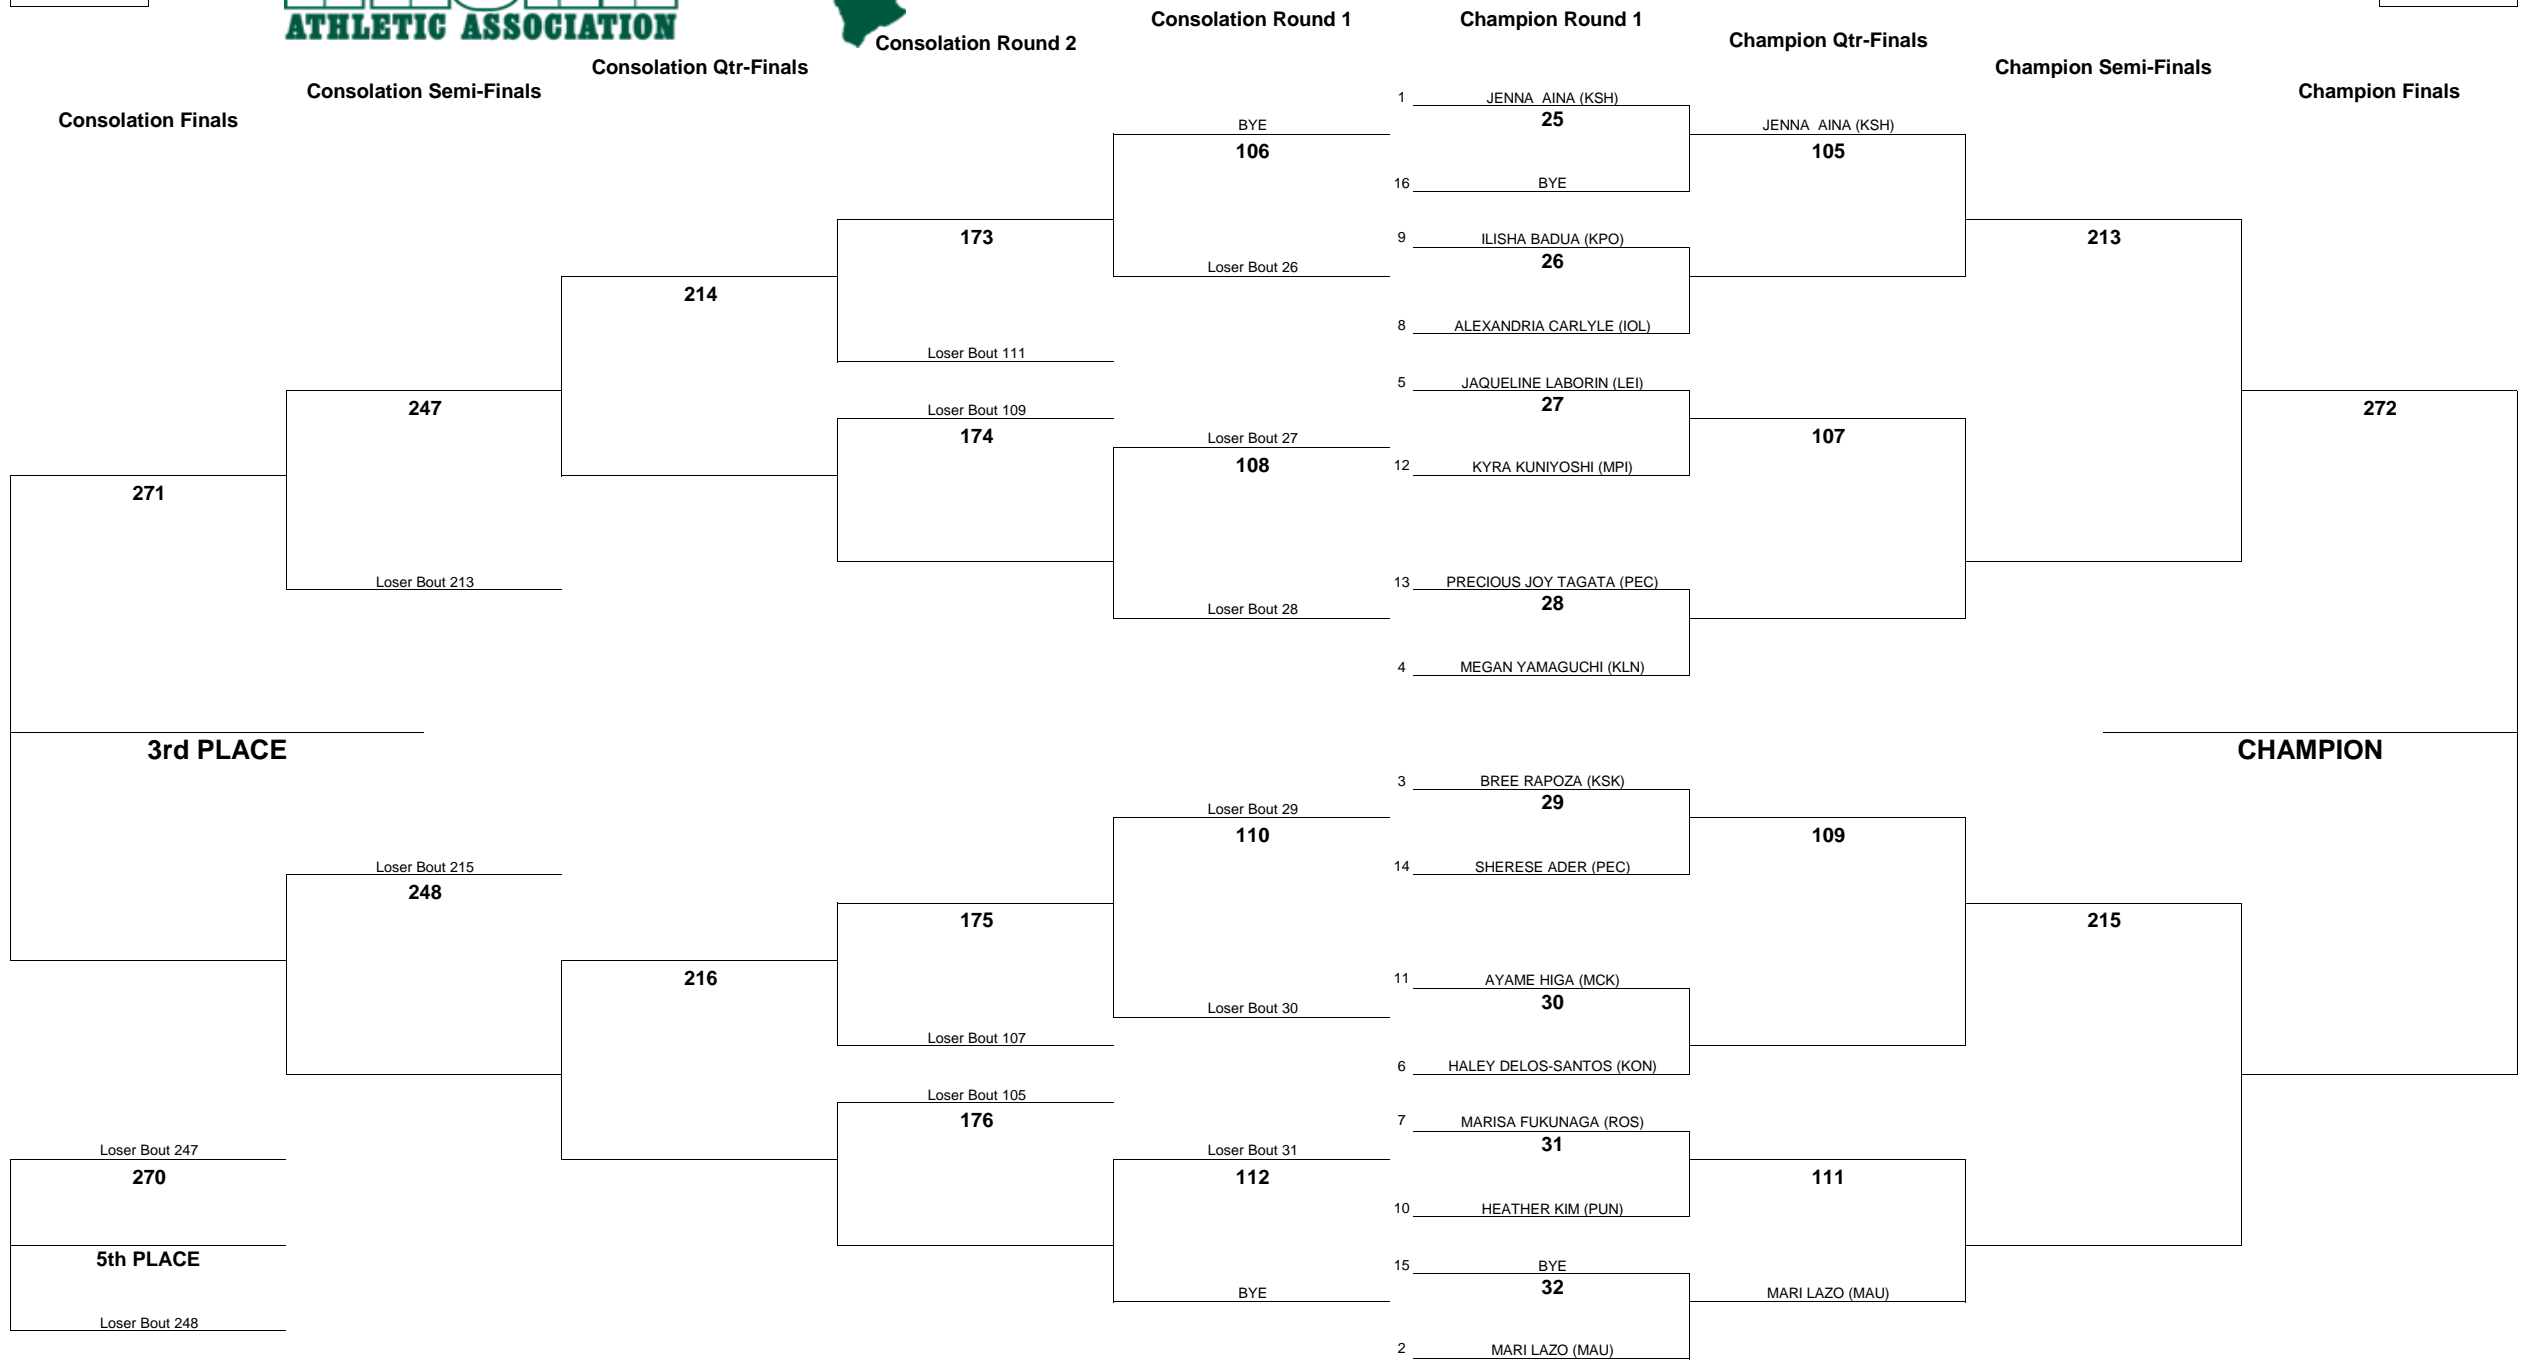 ATHLETIC ASSOCIATION
Consolation Round 1
Champion Round 1
Consolation Round 2
Champion Qtr-Finals
Consolation Qtr-Finals
Champion Semi-Finals
Consolation Semi-Finals
Champion Finals
Consolation Finals
1 JENNA AINA (KSH)
25
BYE
JENNA AINA (KSH)
106
105
16 BYE
173
9 ILISHA BADUA (KPO)
213
26
Loser Bout 26
214
8 ALEXANDRIA CARLYLE (IOL)
Loser Bout 111
5 JAQUELINE LABORIN (LEI)
247
Loser Bout 109
27
272
174
Loser Bout 27
107
108
12 KYRA KUNIYOSHI (MPI)
271
Loser Bout 213
13 PRECIOUS JOY TAGATA (PEC)
28
Loser Bout 28
4 MEGAN YAMAGUCHI (KLN)
3rd PLACE
CHAMPION
3 BREE RAPOZA (KSK)
29
Loser Bout 29
110
109
Loser Bout 215
14 SHERESE ADER (PEC)
248
175
215
216
11 AYAME HIGA (MCK)
30
Loser Bout 30
Loser Bout 107
6 HALEY DELOS-SANTOS (KON)
Loser Bout 105
176
7 MARISA FUKUNAGA (ROS)
31
Loser Bout 247
Loser Bout 31
270
112
111
10 HEATHER KIM (PUN)
5th PLACE
15 BYE
32
BYE
MARI LAZO (MAU)
Loser Bout 248
2 MARI LAZO (MAU)